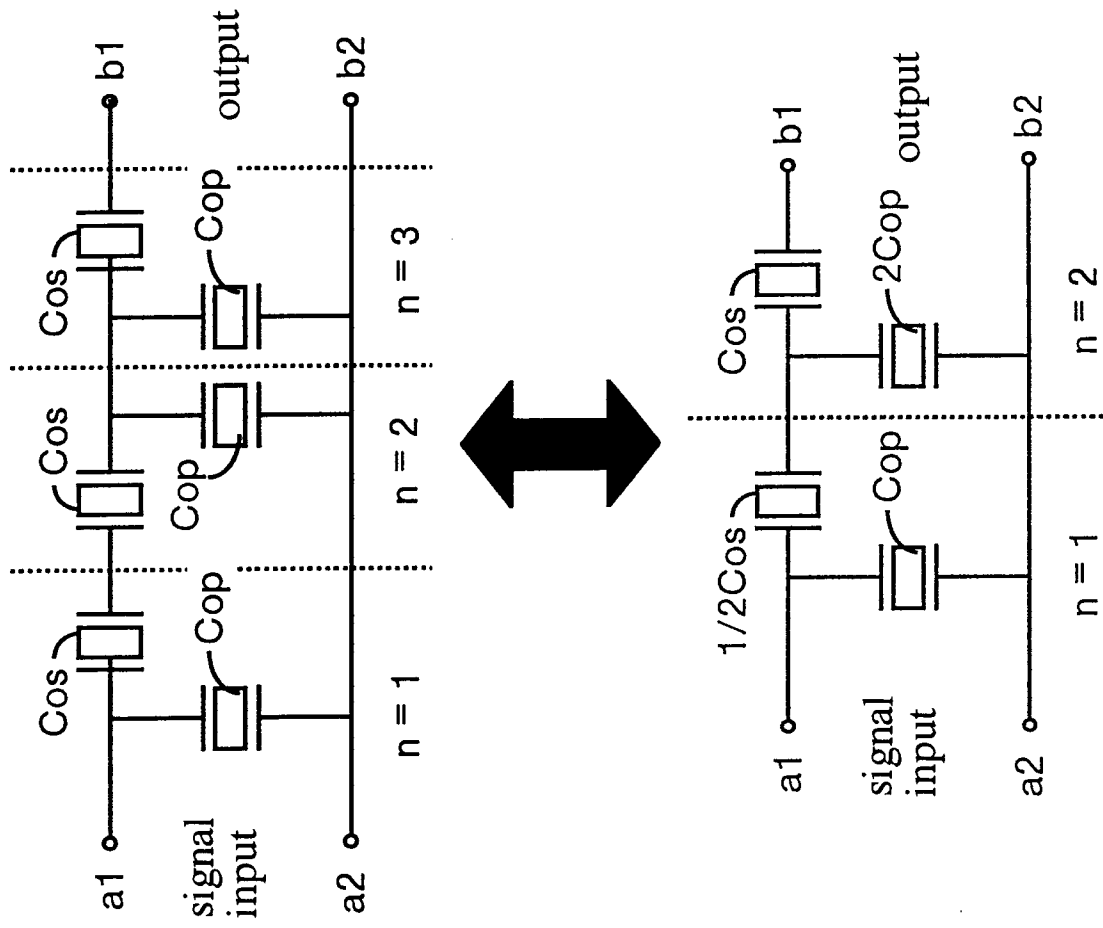 Cos Cos Cos
a1 b1
Cop
signal
input
Cop Cop output
a2 b2
n = 1 n = 2 n = 3
1/2Cos Cos
a1 b1
signal
input
Cop 2Cop output
a2 b2
n = 1 n = 2